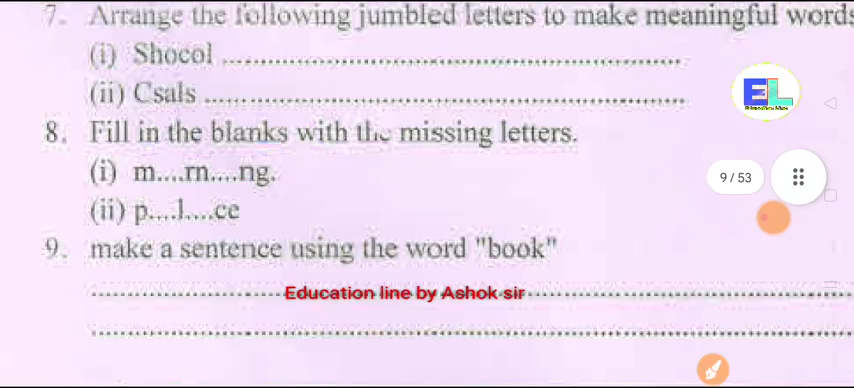 7. Arrange the following jumbled letters to make meaningful words
(i) Shocol ............................................................
(ii) Csals ............................................................
8. Fill in the blanks with the missing letters.
(i) m....rn....ng.
(ii) p....l....ce
9. make a sentence using the word "book"
Education line by Ashok sir
EL
9 / 53